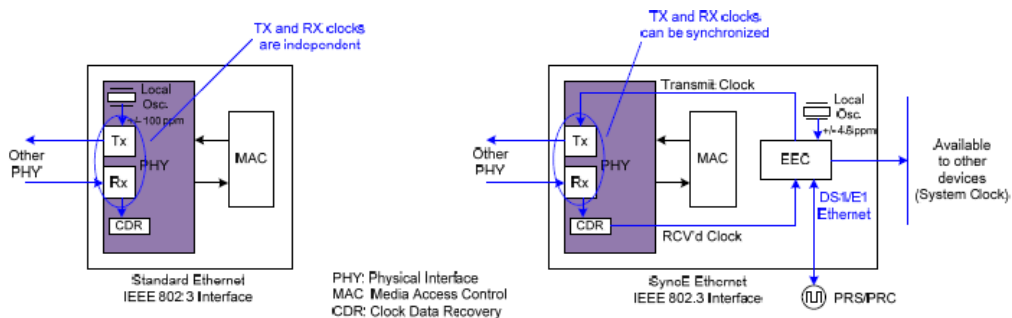 TX and RX clocks
are independent
Local
Osc.
+/- 100 ppm
Tx
Other
PHY
PHY
Rx
CDR
MAC
Standard Ethernet
IEEE 802.3 Interface
PHY: Physical Interface
MAC: Media Access Control
CDR: Clock Data Recovery
TX and RX clocks
can be synchronized
Transmit Clock
Local
Osc.
+/-4.6ppm
Tx
Other
PHY
PHY
Rx
CDR
MAC
EEC
RCV'd Clock
DS1/E1
Ethernet
Available
to other
devices
(System Clock)
SyncE Ethernet
IEEE 802.3 Interface
PRS/PRC